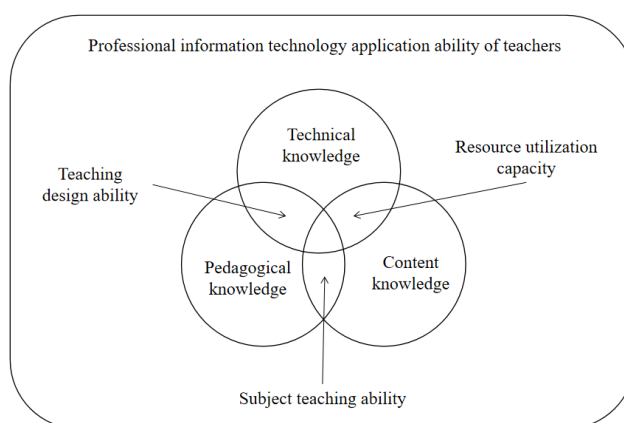 Professional information technology application ability of teachers
Technical
knowledge
Teaching
design ability
Resource utilization
capacity
Pedagogical
knowledge
Content
knowledge
Subject teaching ability